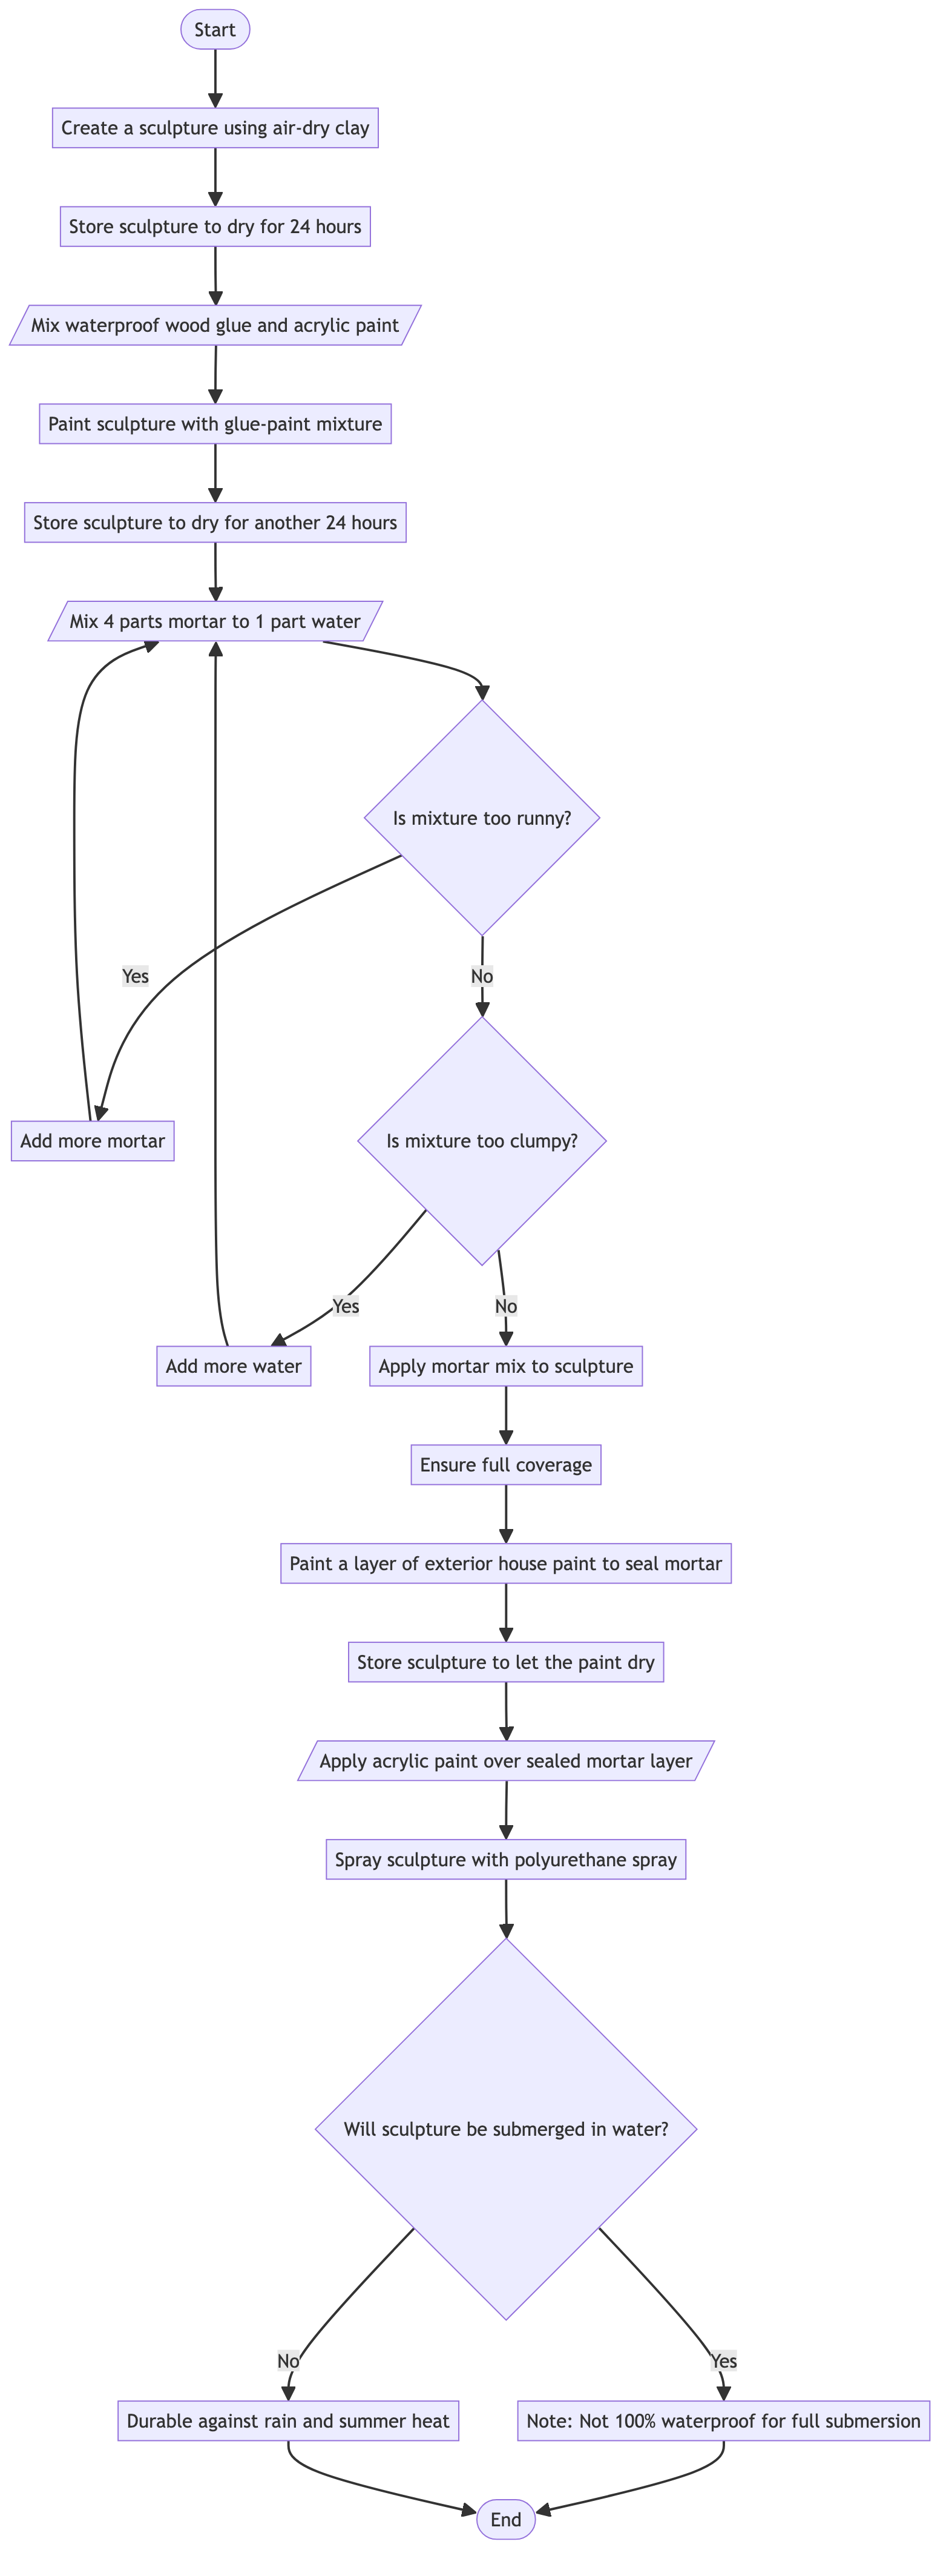 Start
Create a sculpture using air-dry clay
Store sculpture to dry for 24 hours
Mix waterproof wood glue and acrylic paint
Paint sculpture with glue-paint mixture
Store sculpture to dry for another 24 hours
Mix 4 parts mortar to 1 part water
Is mixture too runny?
Yes
No
Add more mortar
Is mixture too clumpy?
Yes
No
Add more water
Apply mortar mix to sculpture
Ensure full coverage
Paint a layer of exterior house paint to seal mortar
Store sculpture to let the paint dry
Apply acrylic paint over sealed mortar layer
Spray sculpture with polyurethane spray
Will sculpture be submerged in water?
No
Yes
Durable against rain and summer heat
Note: Not 100% waterproof for full submersion
End